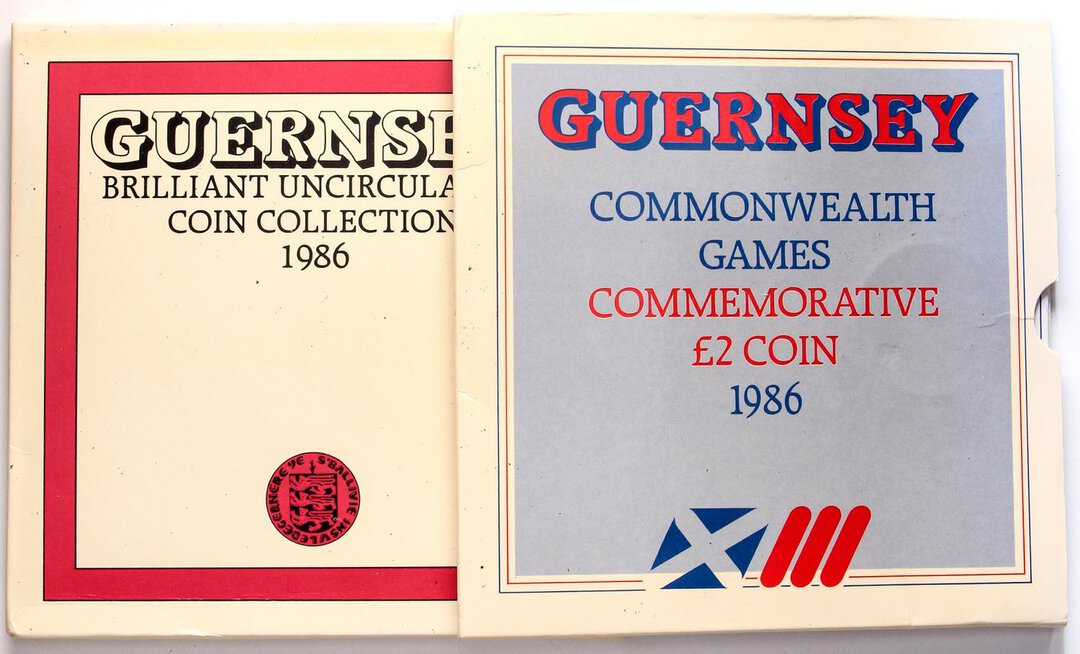 GUERNSE
BRILLIANT UNCIRCULA
COIN COLLECTION
1986
GUERNSEY
COMMONWEALTH
GAMES
COMMEMORATIVE
£2 COIN
1986